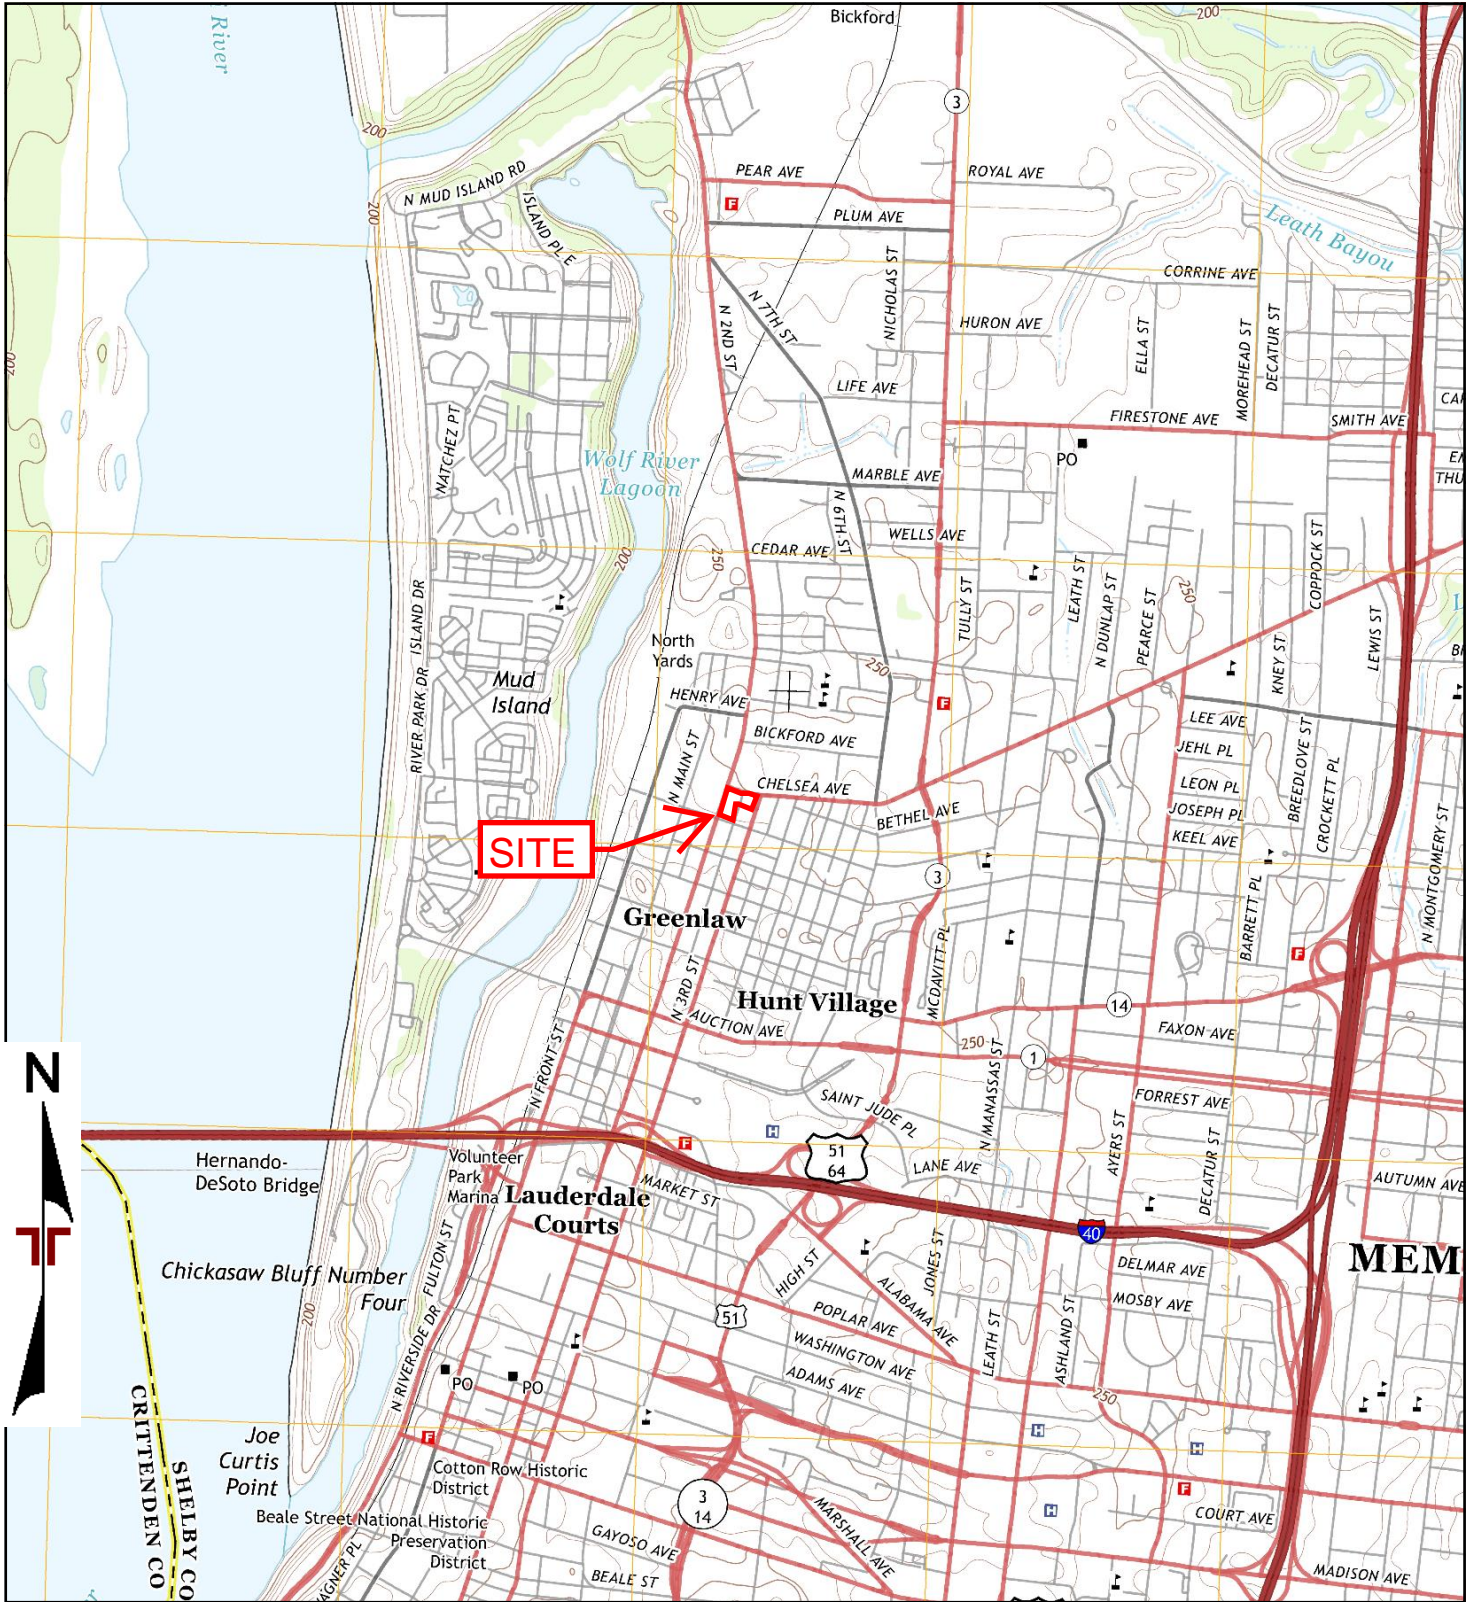 River
Bickford
200
3
200
PEAR AVE
ROYAL AVE
N MUD ISLAND RD
ISLAND PL E
F
PLUM AVE
200
Leath Bayou
NICHOLAS ST
CORRINE AVE
N 7TH ST
N 2ND ST
HURON AVE
ELLA ST
MOREHEAD ST
DECATUR ST
LIFE AVE
FIRESTONE AVE
SMITH AVE
NATCHEZ PT
PO
Wolf River
Lagoon
MARBLE AVE
THU
N 6TH ST
WELLS AVE
CEDAR AVE
250
200
COPPOCK ST
LEATH ST
N DUNLAP ST
PEARCE ST
250
TULLY ST
LEWIS ST
RIVER PARK DR
ISLAND DR
North
Yards
250
KNEY ST
Mud
Island
HENRY AVE
F
LEE AVE
BICKFORD AVE
N MAIN ST
JEHL PL
BREEDLOVE ST
CROCKETT PL
CHELSEA AVE
LEON PL
JOSEPH PL
BETHEL AVE
KEEL AVE
N MONTGOMERY ST
SITE
3
Greenlaw
BARRETT PL
F
MCDAVITT PL
N 3RD ST
Hunt Village
14
AUCTION AVE
FAXON AVE
250
1
N FRONT ST
N MANASSAS ST
N
SAINT JUDE PL
FORREST AVE
AYERS ST
H
F
51
64
DECATUR ST
Hernando-
DeSoto Bridge
Volunteer
Park
Marina
LANE AVE
AUTUMN AVE
MARKET ST
Lauderdale
Courts
40
MEM
FULTON ST
JONES ST
DELMAR AVE
Chickasaw Bluff Number
Four
HIGH ST
ALABAMA AVE
MOSBY AVE
200
51
POPLAR AVE
N RIVERSIDE DR
WASHINGTON AVE
LEATH ST
ASHLAND ST
ADAMS AVE
PO
PO
250
CRITTENDEN CO
SHELBY CO
Joe
Curtis
Point
F
H
H
Cotton Row Historic
District
F
3
14
H
COURT AVE
MARSHALL AVE
Beale Street National Historic
Preservation
District
GAYOSO AVE
WAGNER PL
BEALE ST
MADISON AVE